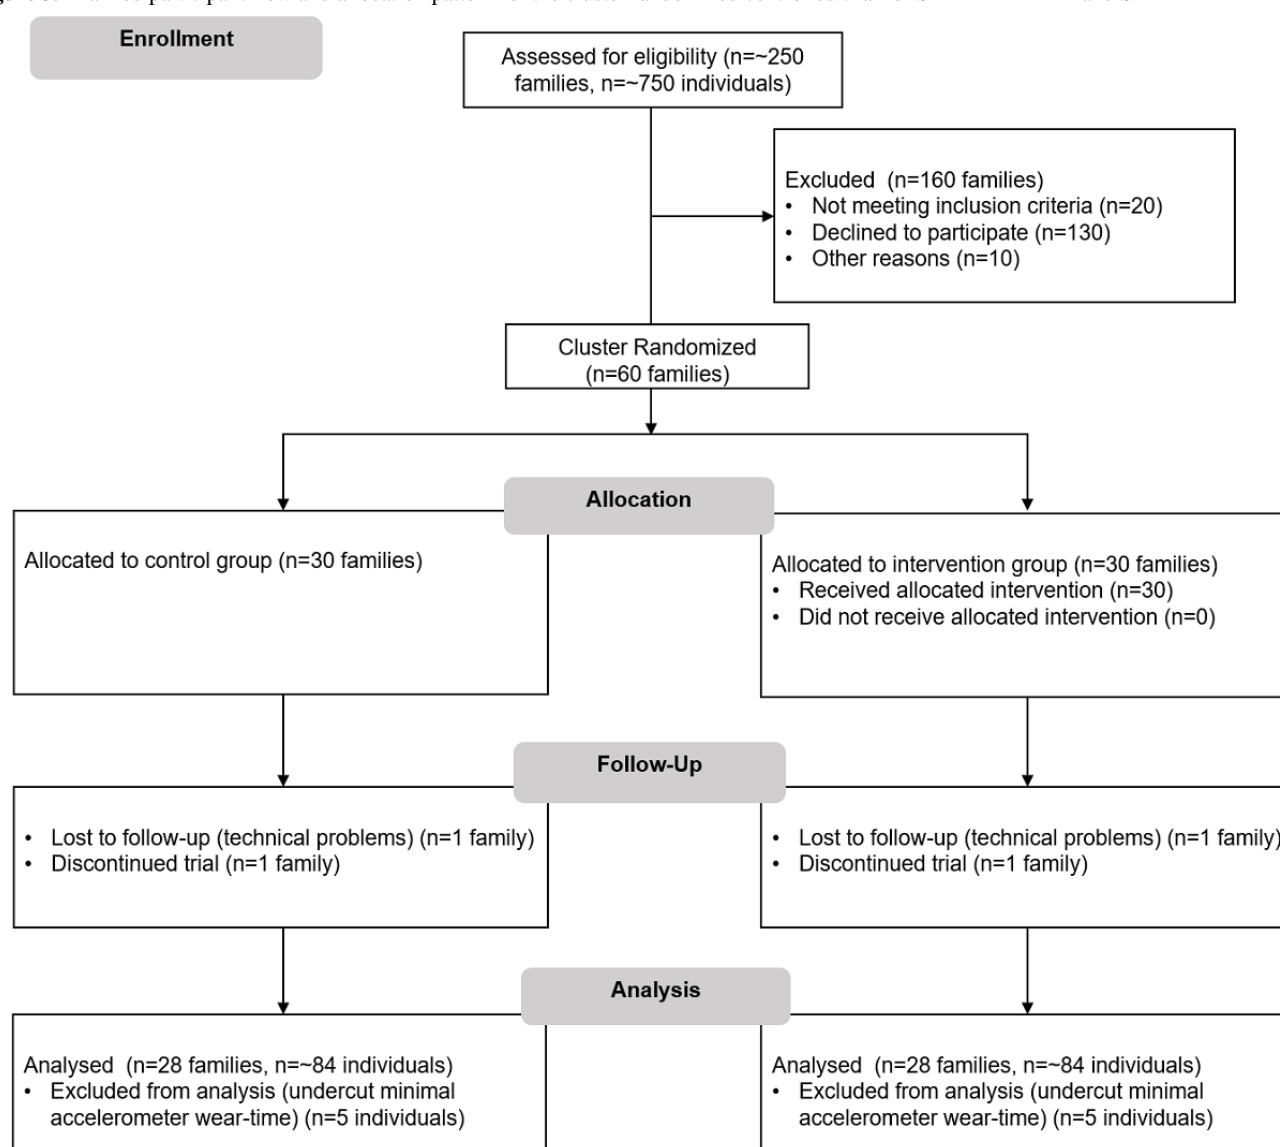 Enrollment
Assessed for eligibility (n=~250
families, n=~750 individuals)
Excluded (n=160 families)
• Not meeting inclusion criteria (n=20)
• Declined to participate (n=130)
• Other reasons (n=10)
Cluster Randomized
(n=60 families)
Allocation
Allocated to control group (n=30 families)
Allocated to intervention group (n=30 families)
• Received allocated intervention (n=30)
• Did not receive allocated intervention (n=0)
Follow-Up
• Lost to follow-up (technical problems) (n=1 family)
• Discontinued trial (n=1 family)
• Lost to follow-up (technical problems) (n=1 family)
• Discontinued trial (n=1 family)
Analysis
Analysed (n=28 families, n=~84 individuals)
• Excluded from analysis (undercut minimal
accelerometer wear-time) (n=5 individuals)
Analysed (n=28 families, n=~84 individuals)
• Excluded from analysis (undercut minimal
accelerometer wear-time) (n=5 individuals)